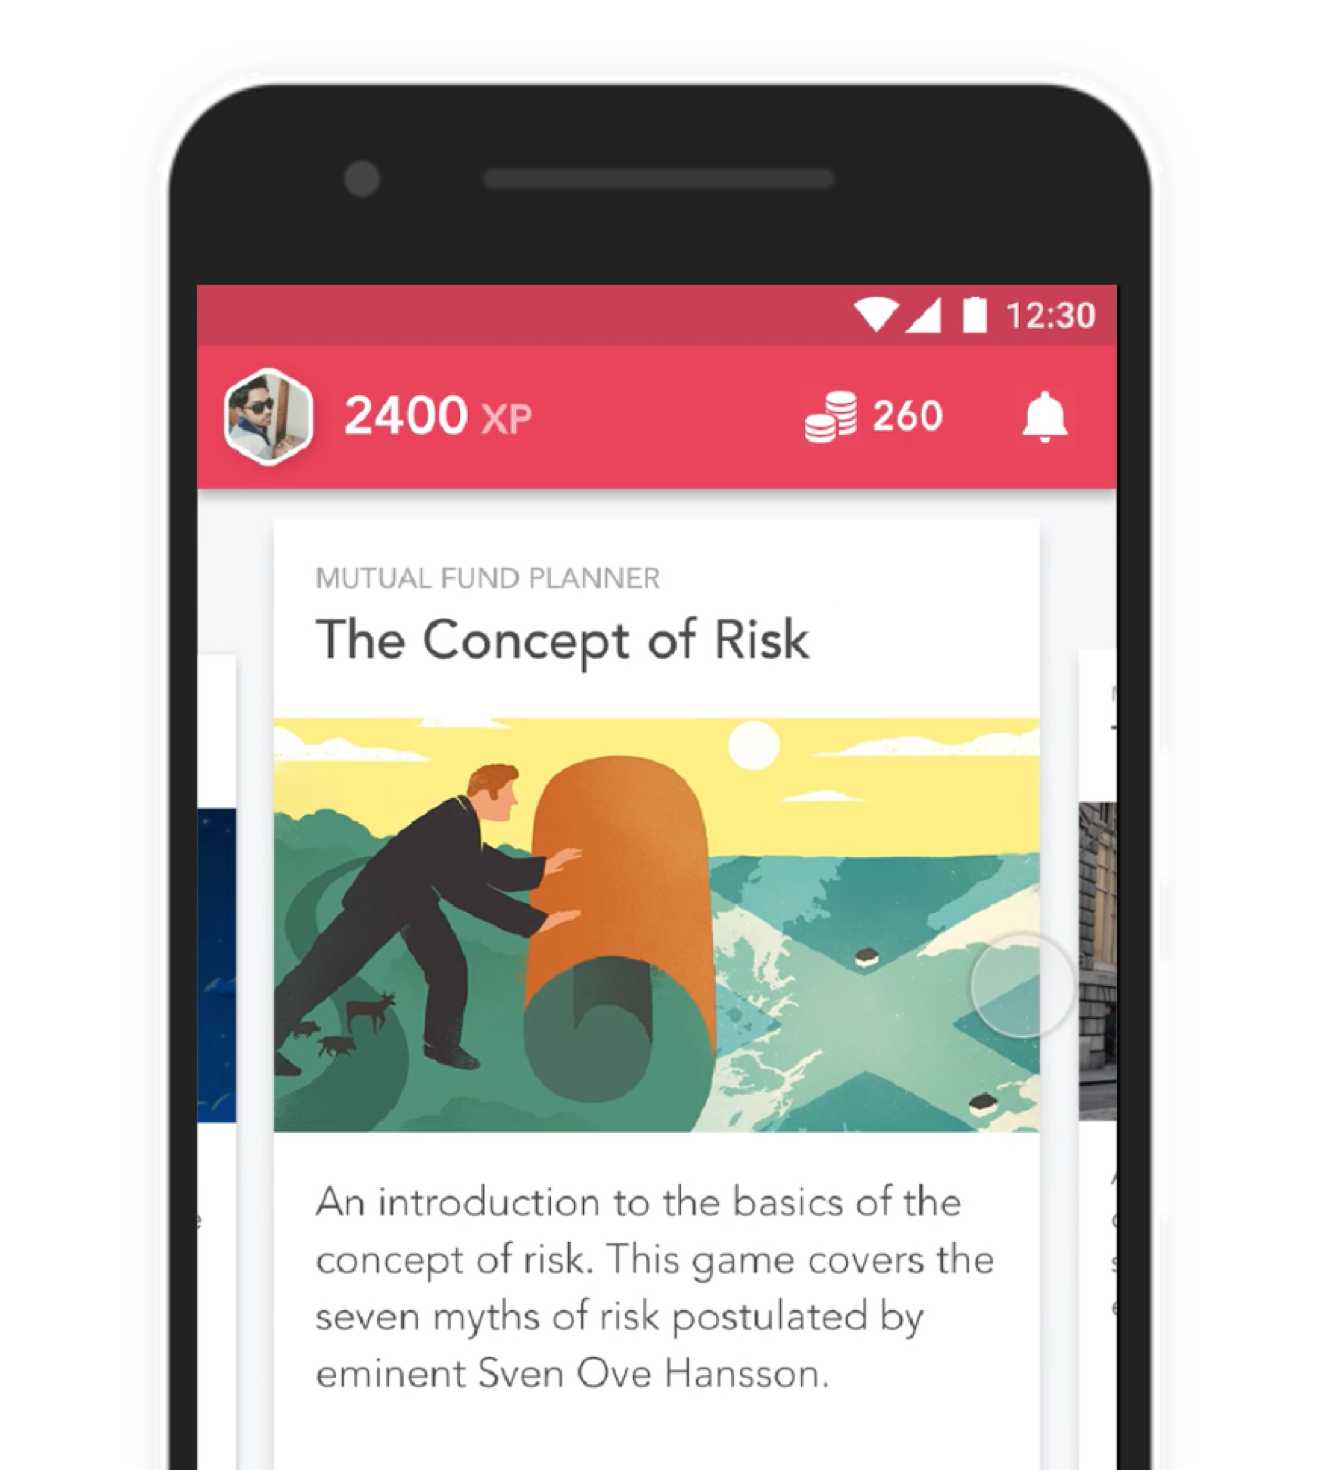 12:30
2400 XP
260
MUTUAL FUND PLANNER
The Concept of Risk
An introduction to the basics of the
concept of risk. This game covers the
seven myths of risk postulated by
eminent Sven Ove Hansson.